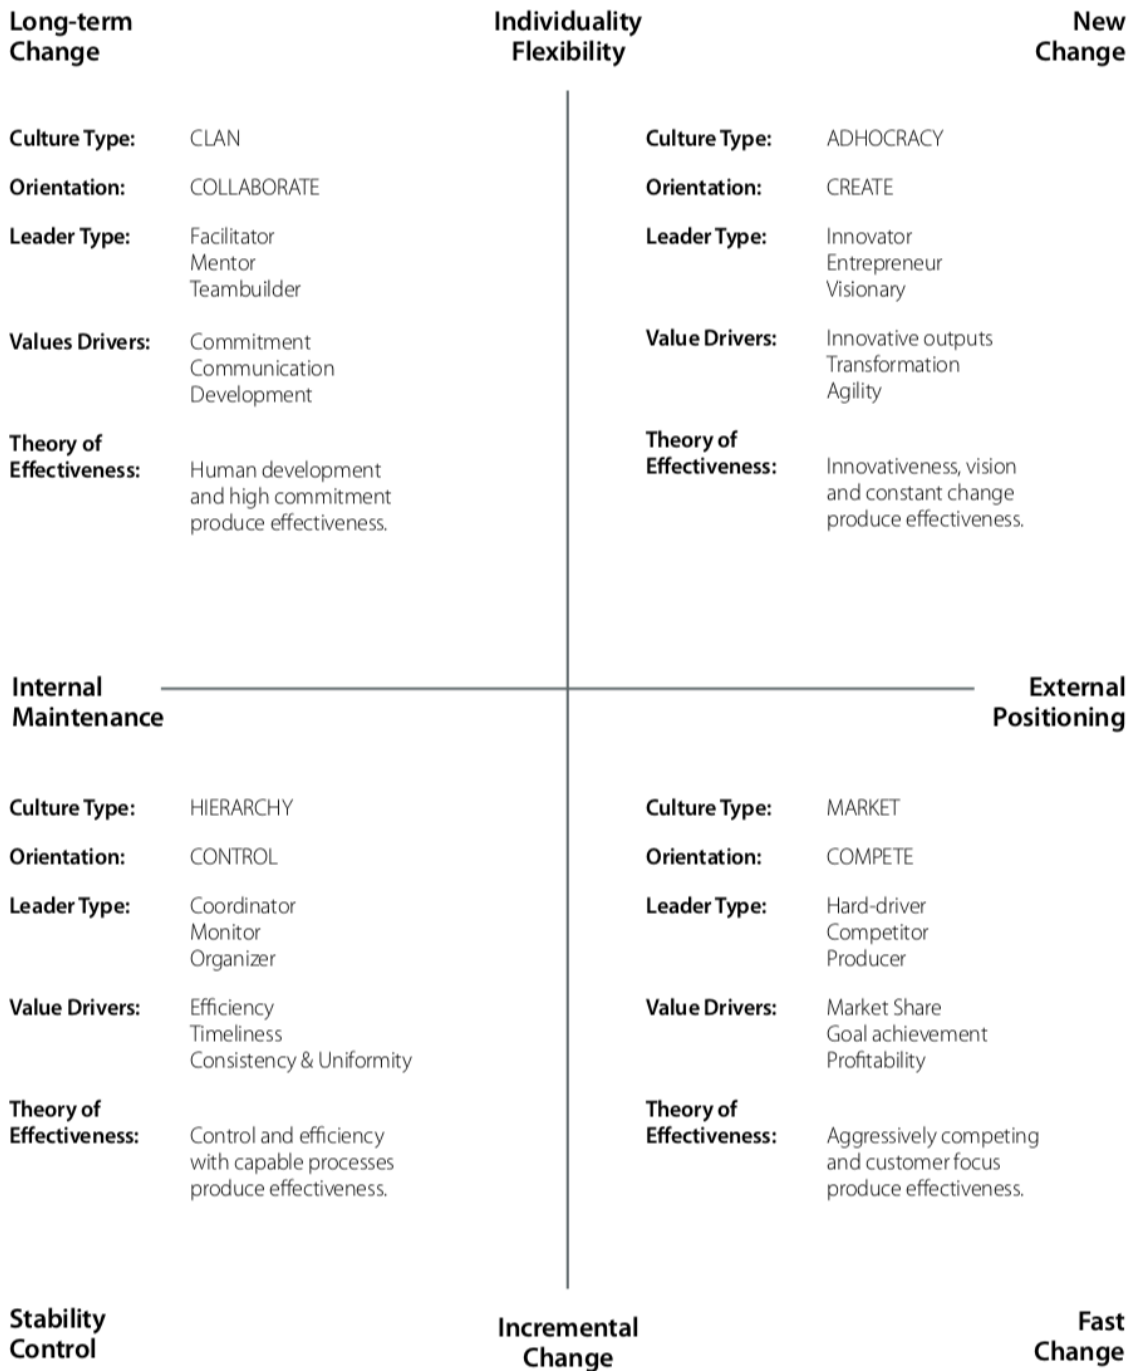 Long-term
Change
Individuality
Flexibility
New
Change
Culture Type: CLAN
Orientation: COLLABORATE
Leader Type: Facilitator
Mentor
Teambuilder
Values Drivers: Commitment
Communication
Development
Theory of
Effectiveness: Human development
and high commitment
produce effectiveness.
Culture Type: ADHOCRACY
Orientation: CREATE
Leader Type: Innovator
Entrepreneur
Visionary
Value Drivers: Innovative outputs
Transformation
Agility
Theory of
Effectiveness: Innovativeness, vision
and constant change
produce effectiveness.
Internal
Maintenance
External
Positioning
Culture Type: HIERARCHY
Orientation: CONTROL
Leader Type: Coordinator
Monitor
Organizer
Value Drivers: Efficiency
Timeliness
Consistency & Uniformity
Theory of
Effectiveness: Control and efficiency
with capable processes
produce effectiveness.
Culture Type: MARKET
Orientation: COMPETE
Leader Type: Hard-driver
Competitor
Producer
Value Drivers: Market Share
Goal achievement
Profitability
Theory of
Effectiveness: Aggressively competing
and customer focus
produce effectiveness.
Stability
Control
Incremental
Change
Fast
Change